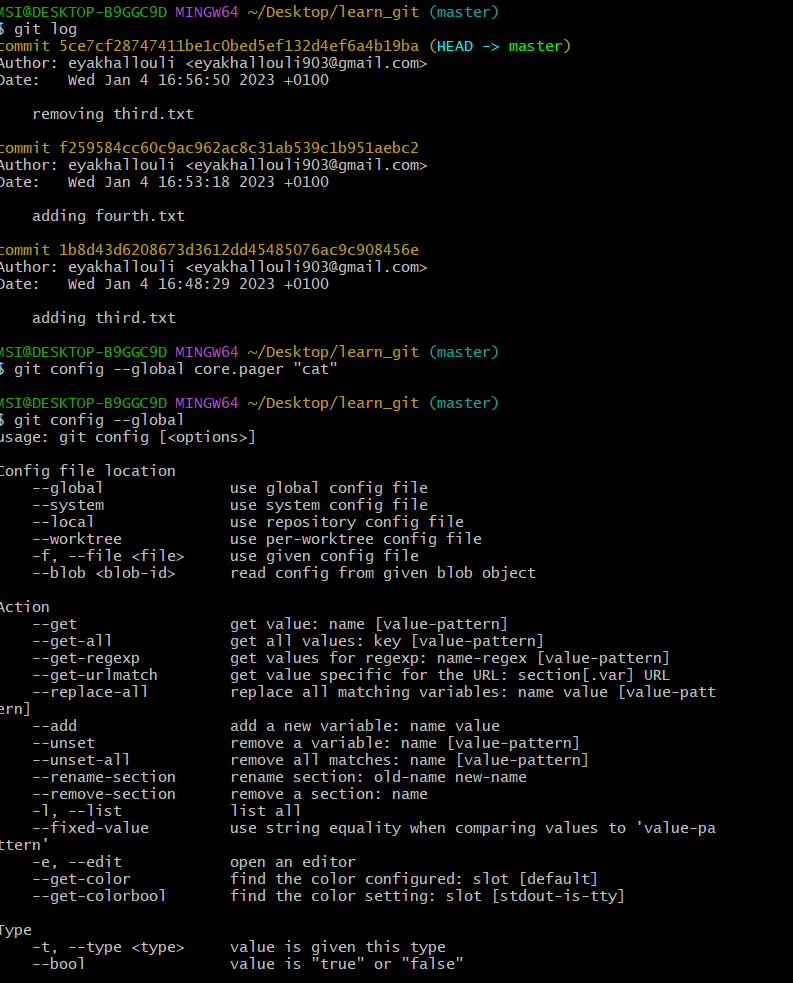 MSI@DESKTOP-B9GGC9D MINGW64 ~/Desktop/learn_git (master)
$ git log
commit 5ce7cf28747411be1c0bed5ef132d4ef6a4b19ba (HEAD -> master)
Author: eyakhallouli <eyakhallouli903@gmail.com>
Date:   Wed Jan 4 16:56:50 2023 +0100

    removing third.txt

commit f259584cc60c9ac962ac8c31ab539c1b951aebc2
Author: eyakhallouli <eyakhallouli903@gmail.com>
Date:   Wed Jan 4 16:53:18 2023 +0100

    adding fourth.txt

commit 1b8d43d6208673d3612dd45485076ac9c908456e
Author: eyakhallouli <eyakhallouli903@gmail.com>
Date:   Wed Jan 4 16:48:29 2023 +0100

    adding third.txt

MSI@DESKTOP-B9GGC9D MINGW64 ~/Desktop/learn_git (master)
$ git config --global core.pager "cat"

MSI@DESKTOP-B9GGC9D MINGW64 ~/Desktop/learn_git (master)
$ git config --global
usage: git config [<options>]

Config file location
    --global              use global config file
    --system              use system config file
    --local               use repository config file
    --worktree            use per-worktree config file
    -f, --file <file>     use given config file
    --blob <blob-id>      read config from given blob object

Action
    --get                 get value: name [value-pattern]
    --get-all             get all values: key [value-pattern]
    --get-regexp          get values for regexp: name-regex [value-pattern]
    --get-urlmatch        get value specific for the URL: section[.var] URL
    --replace-all         replace all matching variables: name value [value-patt
ern]
    --add                 add a new variable: name value
    --unset               remove a variable: name [value-pattern]
    --unset-all           remove all matches: name [value-pattern]
    --rename-section      rename section: old-name new-name
    --remove-section      remove a section: name
    -l, --list            list all
    --fixed-value         use string equality when comparing values to 'value-pa
ttern'
    -e, --edit            open an editor
    --get-color           find the color configured: slot [default]
    --get-colorbool       find the color setting: slot [stdout-is-tty]

Type
    -t, --type <type>     value is given this type
    --bool                value is "true" or "false"